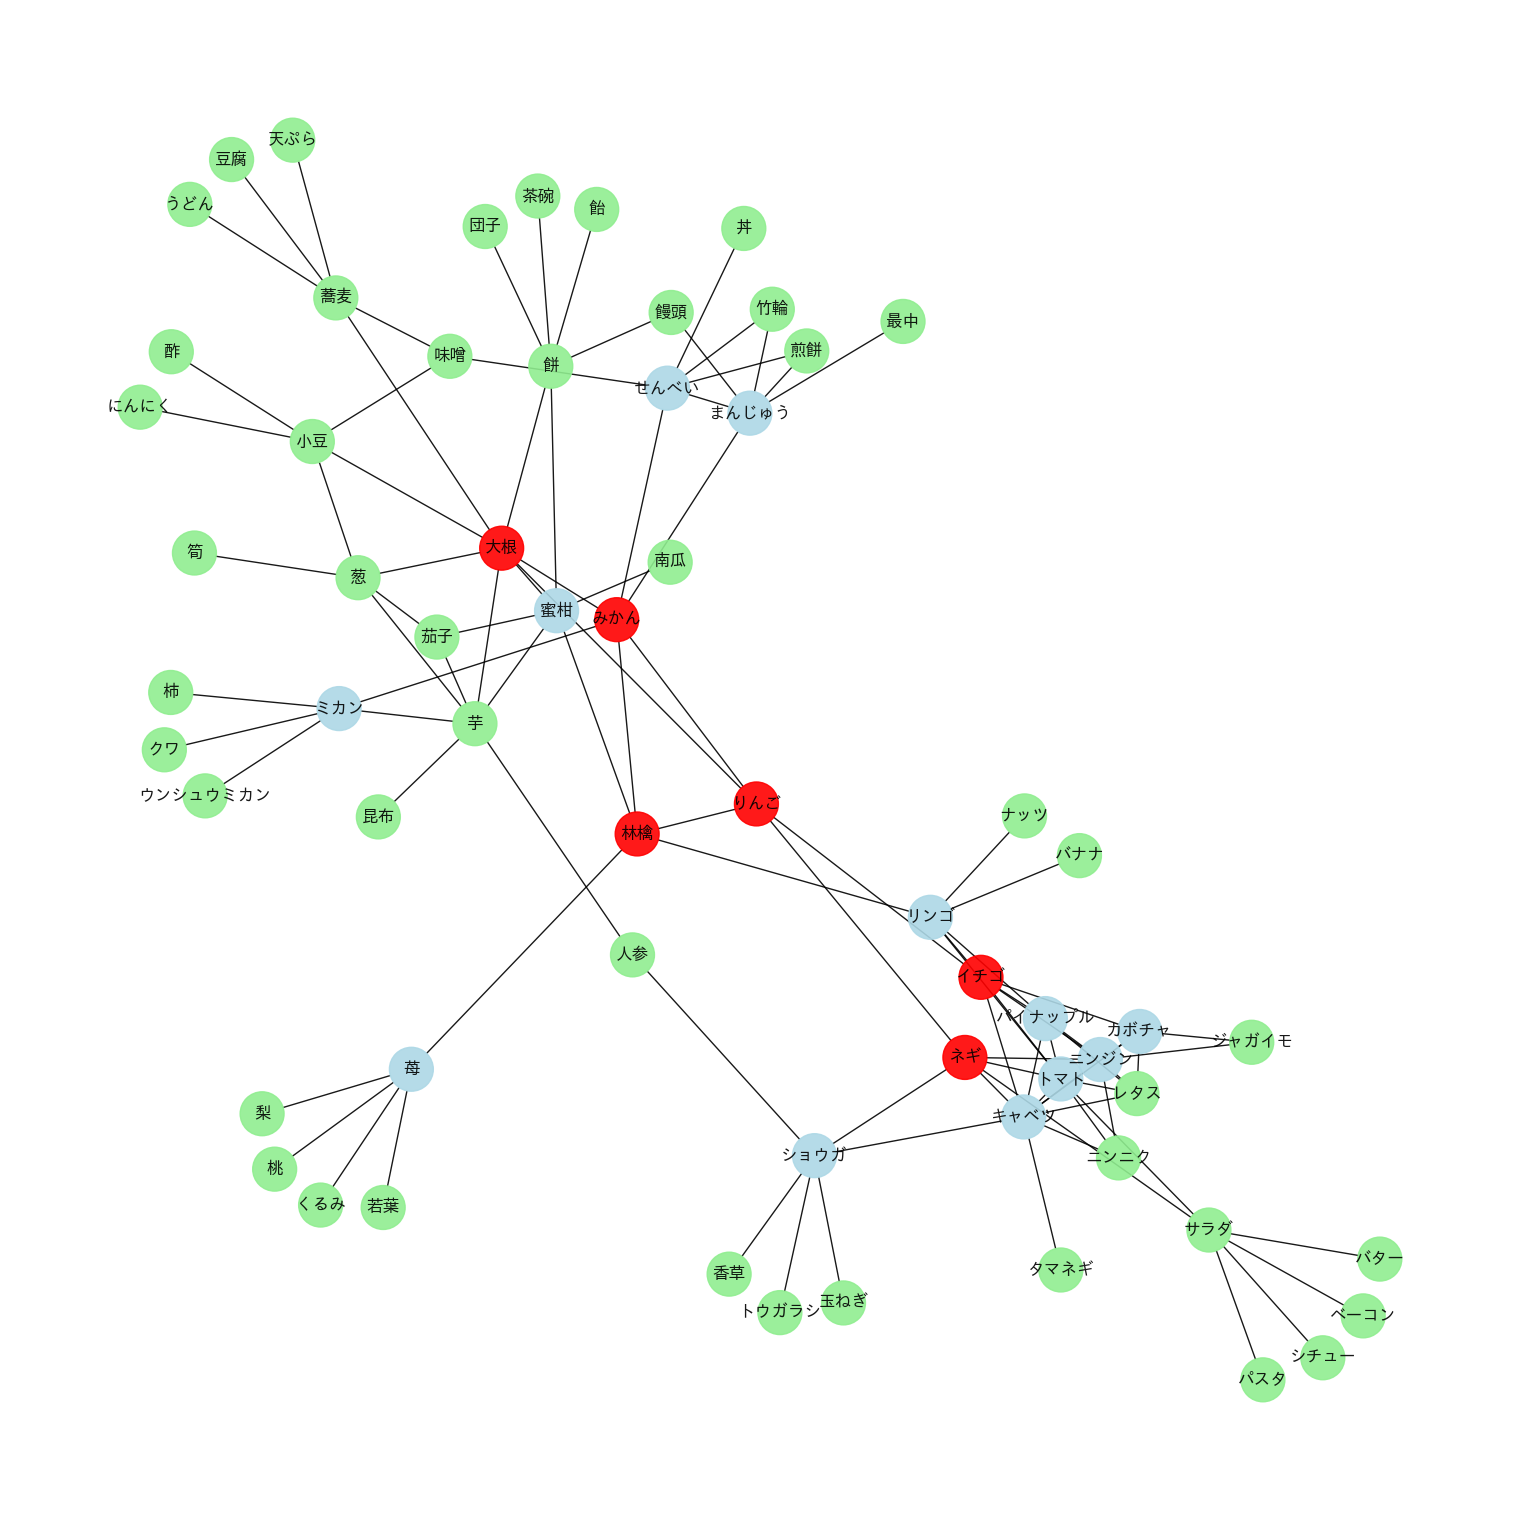 天ぷら
豆腐
うどん
茶碗
飴
団子
丼
蕎麦
饅頭
竹輪
最中
酢
味噌
餅
煎餅
せんべい
まんじゅう
にんにく
小豆
筍
葱
大根
南瓜
蜜柑
みかん
茄子
柿
ミカン
芋
クワ
ウンシュウミカン
昆布
林檎
りんご
ナッツ
バナナ
リンゴ
人参
イチゴ
パイナップル
カボチャ
ジャガイモ
ネギ
ニンジン
トマト
レタス
苺
キャベツ
梨
桃
くるみ
若葉
ショウガ
ニンニク
サラダ
香草
トウガラシ
玉ねぎ
タマネギ
バター
ベーコン
シチュー
パスタ